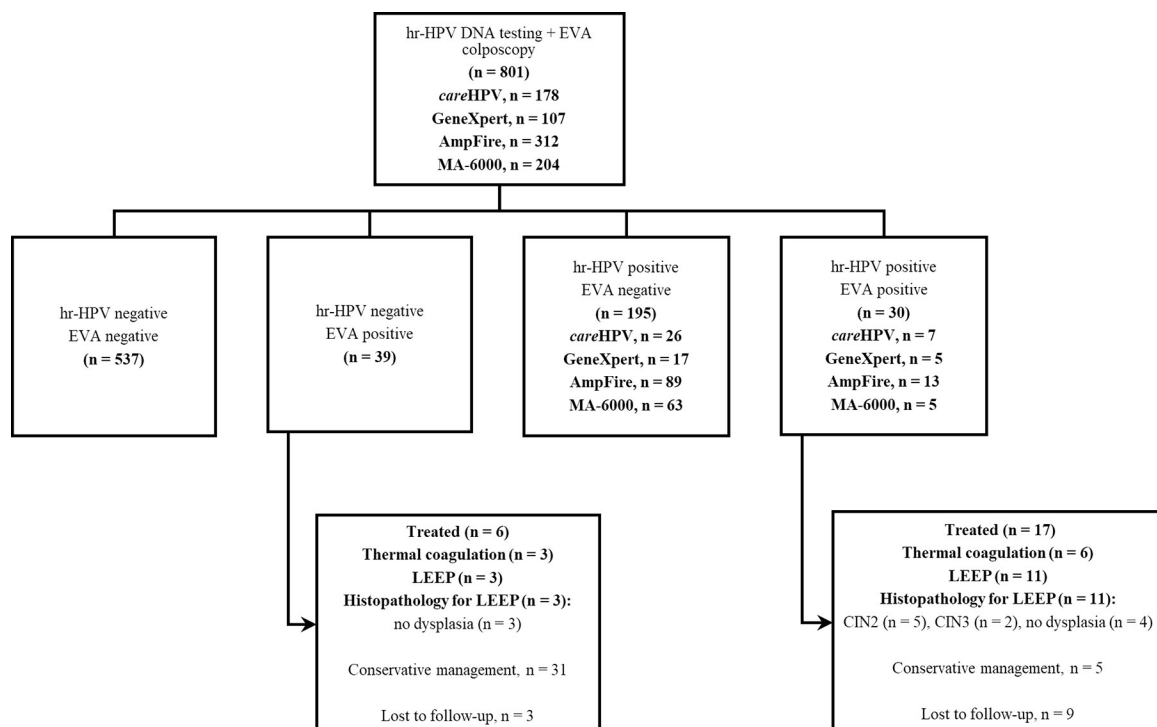 hr-HPV DNA testing + EVA
colposcopy
(n = 801)
careHPV, n = 178
GeneXpert, n = 107
AmpFire, n = 312
MA-6000, n = 204
hr-HPV negative
EVA negative
(n = 537)
hr-HPV negative
EVA positive
(n = 39)
hr-HPV positive
EVA negative
(n = 195)
careHPV, n = 26
GeneXpert, n = 17
AmpFire, n = 89
MA-6000, n = 63
hr-HPV positive
EVA positive
(n = 30)
careHPV, n = 7
GeneXpert, n = 5
AmpFire, n = 13
MA-6000, n = 5
Treated (n = 6)
Thermal coagulation (n = 3)
LEEP (n = 3)
Histopathology for LEEP (n = 3):
no dysplasia (n = 3)
Conservative management, n = 31
Lost to follow-up, n = 3
Treated (n = 17)
Thermal coagulation (n = 6)
LEEP (n = 11)
Histopathology for LEEP (n = 11):
CIN2 (n = 5), CIN3 (n = 2), no dysplasia (n = 4)
Conservative management, n = 5
Lost to follow-up, n = 9